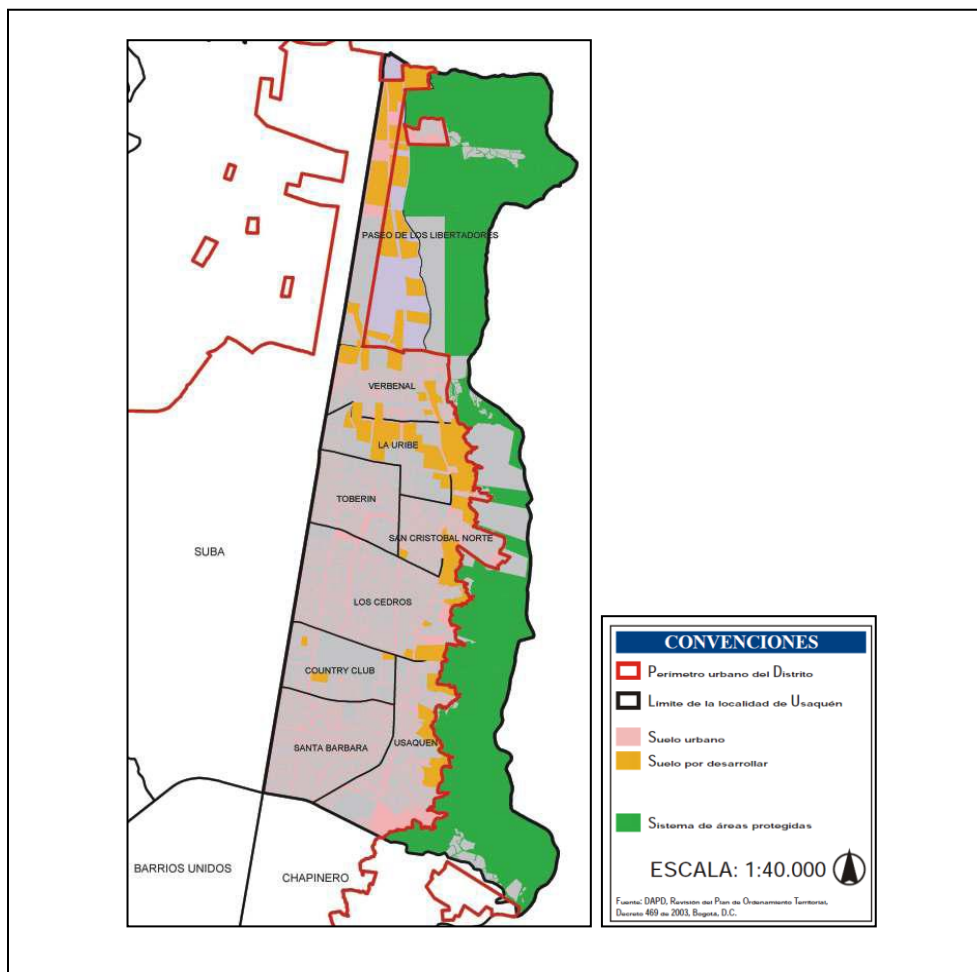 PASEO DE LOS LIBERTADORES
VERBENAL
LA URIBE
TOBERIN
SAN CRISTOBAL NORTE
SUBA
LOS CEDROS
COUNTRY CLUB
SANTA BARBARA
USAQUEN
BARRIOS UNIDOS
CHAPINERO
CONVENCIONES
Perímetro urbano del Distrito
Límite de la localidad de Usaquén
Suelo urbano
Suelo por desarrollar
Sistema de áreas protegidas
ESCALA: 1:40.000
Fuente: DAPD, Revisión del Plan de Ordenamiento Territorial,
Decreto 469 de 2003, Bogotá, D.C.